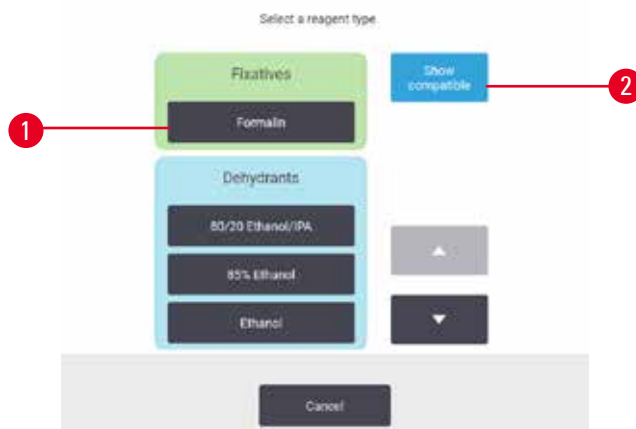 Select a reagent type.
Fixatives
Show
compatible
2
1
Formalin
Dehydrants
80/20 Ethanol/IPA
85% Ethanol
Ethanol
Cancel